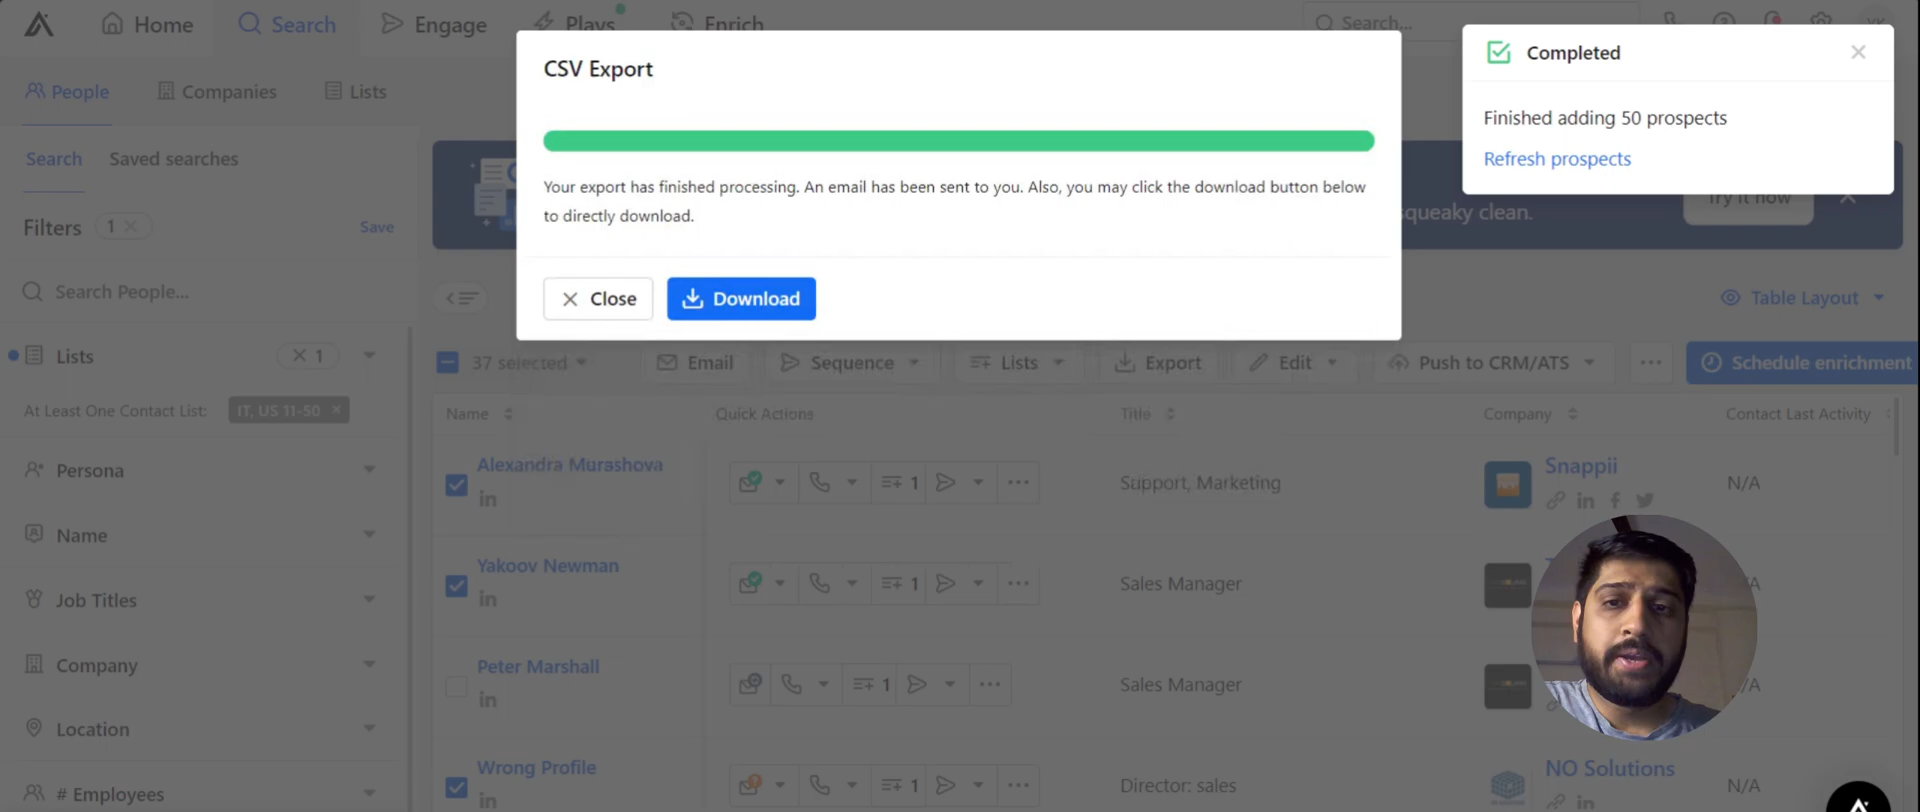 Home
Search
Engage
Plays
Enrich
Search...
People
Companies
Lists
CSV Export
Your export has finished processing. An email has been sent to you. Also, you may click the download button below
to directly download.
Close
Download
Completed
Finished adding 50 prospects
Refresh prospects
squeaky clean.
Try it now
Search
Saved searches
Filters
1
Save
Search People...
Lists
1
At Least One Contact List:
IT, US 11-50
Persona
Name
Job Titles
Company
Location
# Employees
Table Layout
37 selected
Email
Sequence
Lists
Export
Edit
Push to CRM/ATS
Schedule enrichment
Name
Quick Actions
Title
Company
Contact Last Activity
Alexandra Murashova
in
1
Support, Marketing
Snappii
in
N/A
Yakoov Newman
in
1
Sales Manager
Peter Marshall
in
1
Sales Manager
Wrong Profile
in
1
Director: sales
NO Solutions
in
N/A